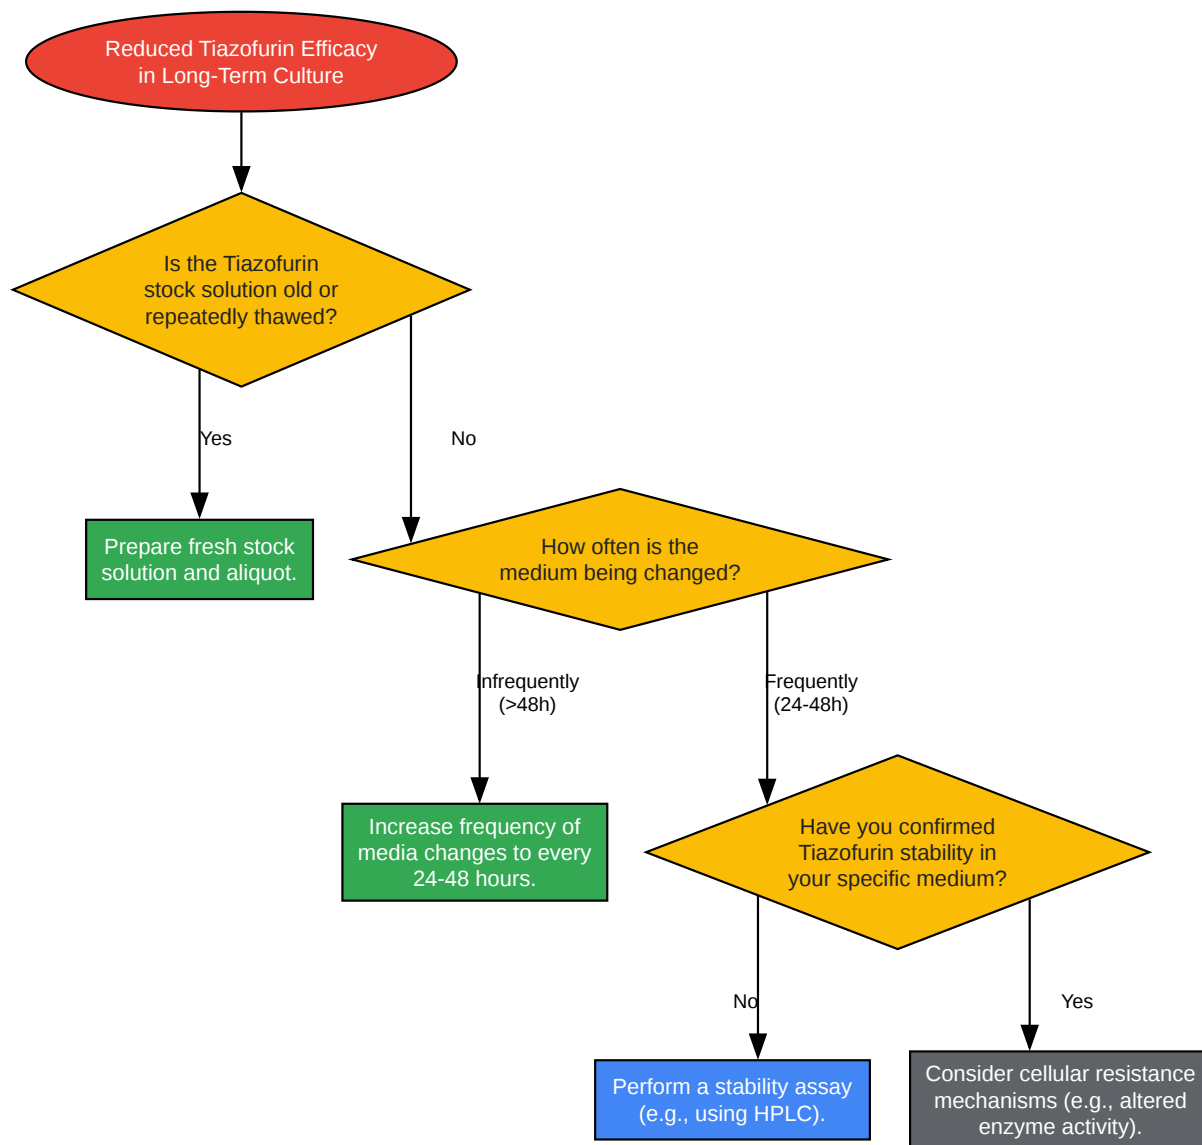 Reduced Tiazofurin Efficacy
in Long-Term Culture
Is the Tiazofurin
stock solution old or
repeatedly thawed?
Yes
No
Prepare fresh stock
solution and aliquot.
How often is the
medium being changed?
Infrequently
(>48h)
Frequently
(24-48h)
Increase frequency of
media changes to every
24-48 hours.
Have you confirmed
Tiazofurin stability in
your specific medium?
No
Yes
Perform a stability assay
(e.g., using HPLC).
Consider cellular resistance
mechanisms (e.g., altered
enzyme activity).